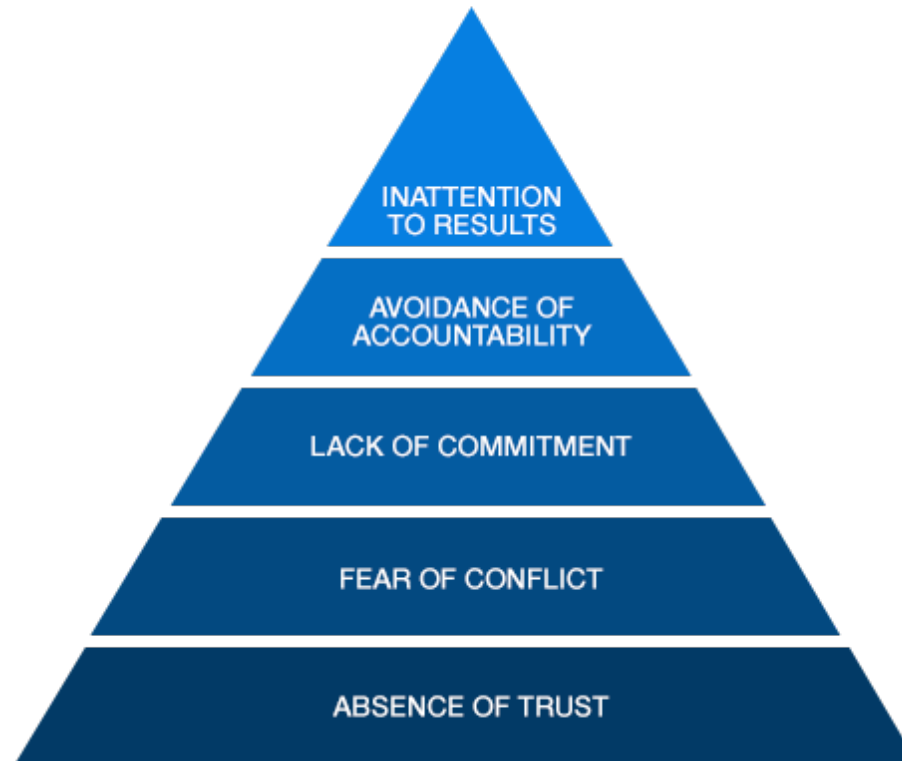 INATTENTION
TO RESULTS
AVOIDANCE OF
ACCOUNTABILITY
LACK OF COMMITMENT
FEAR OF CONFLICT
ABSENCE OF TRUST